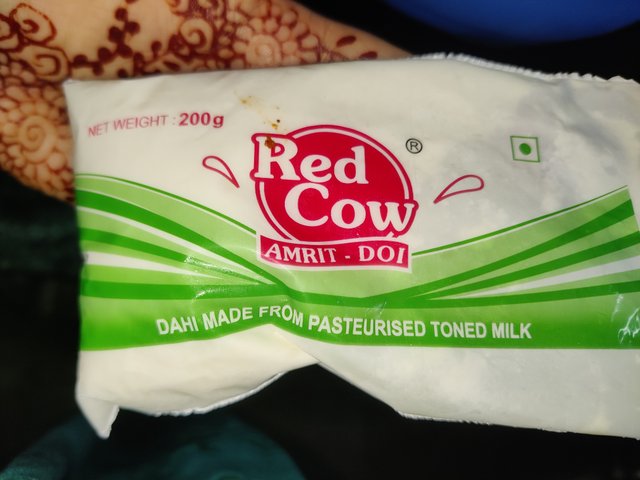 NET WEIGHT : 200g
Red
Cow
®
AMRIT - DOI
DAHI MADE FROM PASTEURISED TONED MILK